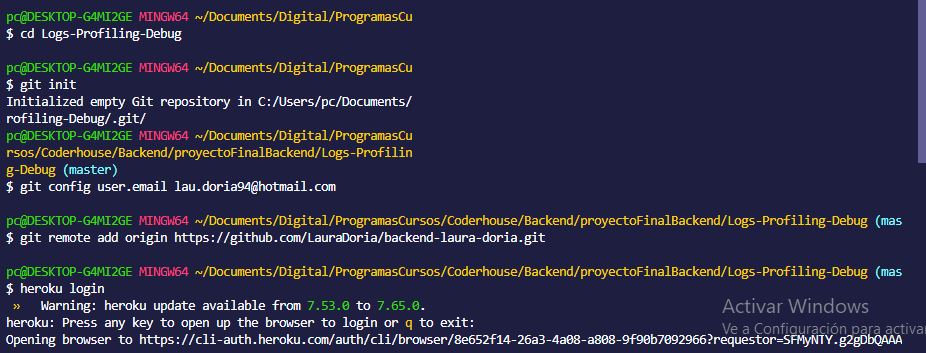 pc@DESKTOP-G4MI2GE MINGW64 ~/Documents/Digital/ProgramasCu
$ cd Logs-Profiling-Debug
pc@DESKTOP-G4MI2GE MINGW64 ~/Documents/Digital/ProgramasCu
$ git init
Initialized empty Git repository in C:/Users/pc/Documents/
rofiling-Debug/.git/
pc@DESKTOP-G4MI2GE MINGW64 ~/Documents/Digital/ProgramasCu
rsos/Coderhouse/Backend/proyectoFinalBackend/Logs-Profilin
g-Debug (master)
$ git config user.email lau.doria94@hotmail.com
pc@DESKTOP-G4MI2GE MINGW64 ~/Documents/Digital/ProgramasCursos/Coderhouse/Backend/proyectoFinalBackend/Logs-Profiling-Debug (mas
$ git remote add origin https://github.com/LauraDoria/backend-laura-doria.git
pc@DESKTOP-G4MI2GE MINGW64 ~/Documents/Digital/ProgramasCursos/Coderhouse/Backend/proyectoFinalBackend/Logs-Profiling-Debug (mas
$ heroku login
» Warning: heroku update available from 7.53.0 to 7.65.0.
heroku: Press any key to open up the browser to login or q to exit:
Opening browser to https://cli-auth.heroku.com/auth/cli/browser/8e652f14-26a3-4a08-a808-9f90b7092966?requestor=SFMyNTY.g2gDbQAAA
Activar Windows
Ve a Configuración para activar